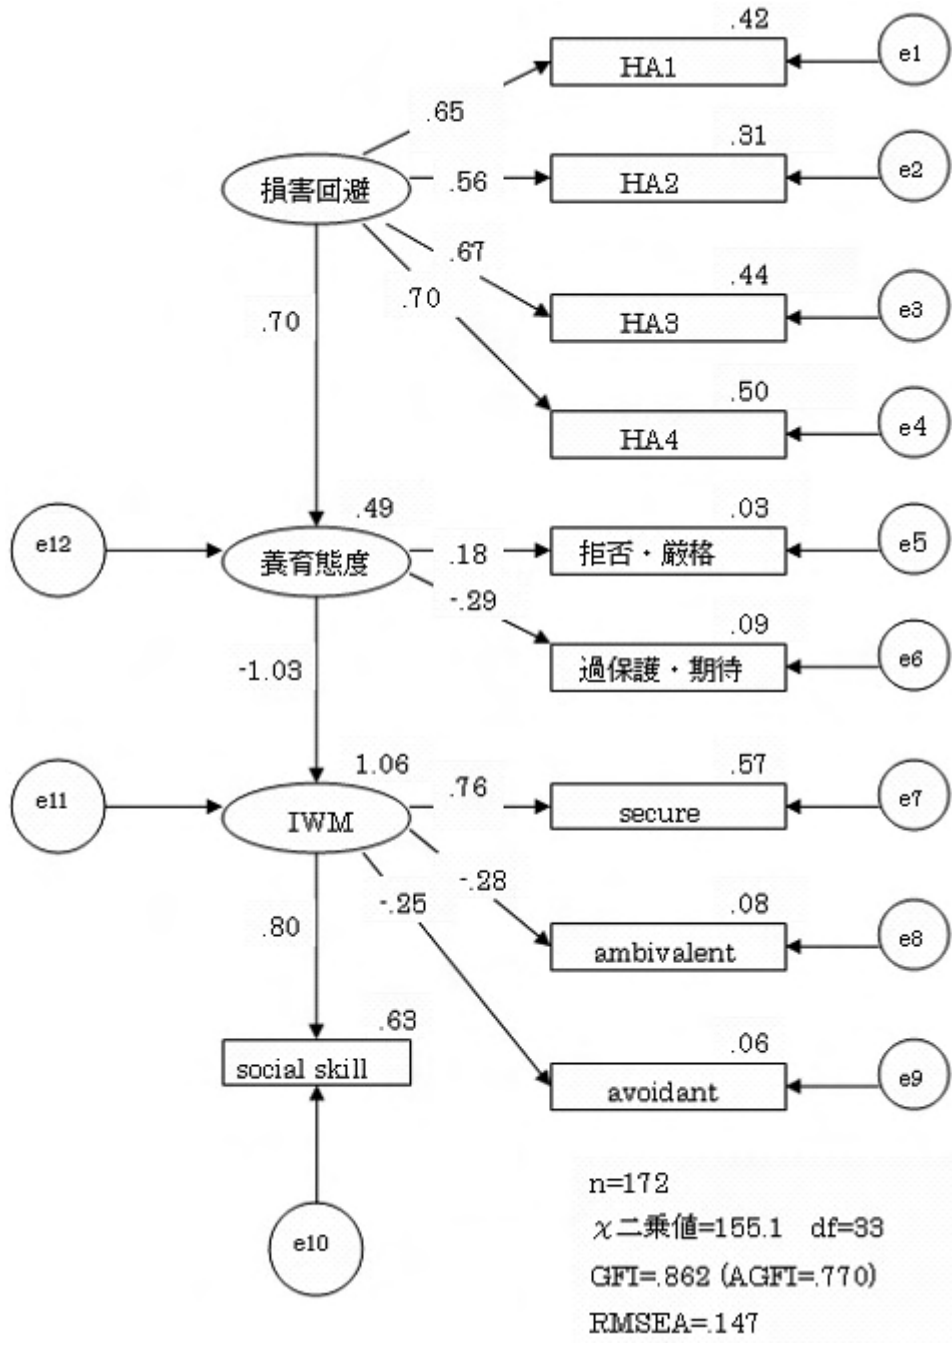 .42
e1
HA1
.65
.31
e2
HA2
.56
損害回避
.67
.44
e3
HA3
.70
.70
.50
e4
HA4
.49
.03
e12
養育態度
.18
拒否・厳格
e5
-.29
.09
過保護・期待
e6
-1.03
1.06
.57
e11
IWM
.76
secure
e7
-.28
-.25
.08
.80
ambivalent
e8
.63
.06
social skill
avoidant
e9
e10
n=172
χ二乗値=155.1 df=33
GFI=.862 (AGFI=.770)
RMSEA=.147